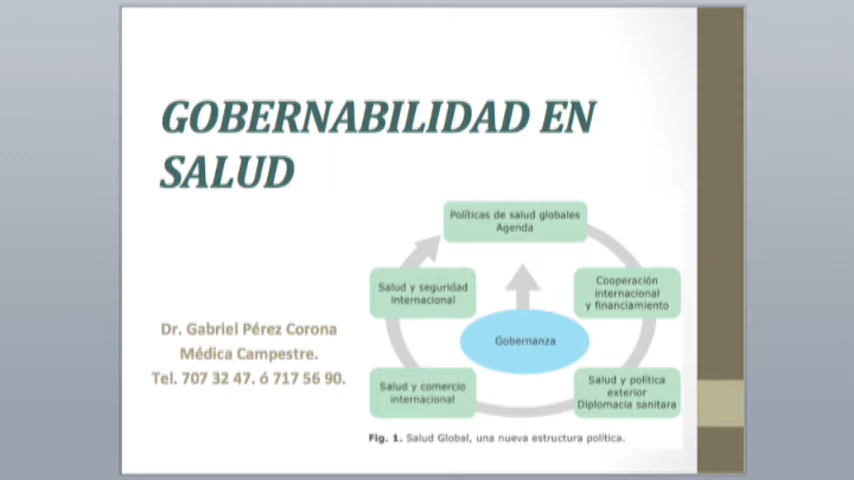 GOBERNABILIDAD EN
SALUD
Políticas de salud globales
Agenda
Salud y seguridad
internacional
Cooperación
internacional
y financiamiento
Gobernanza
Salud y comercio
internacional
Salud y política
exterior
Diplomacia sanitara
Fig. 1. Salud Global, una nueva estructura política.
Dr. Gabriel Pérez Corona
Médica Campestre.
Tel. 707 32 47. ó 717 56 90.